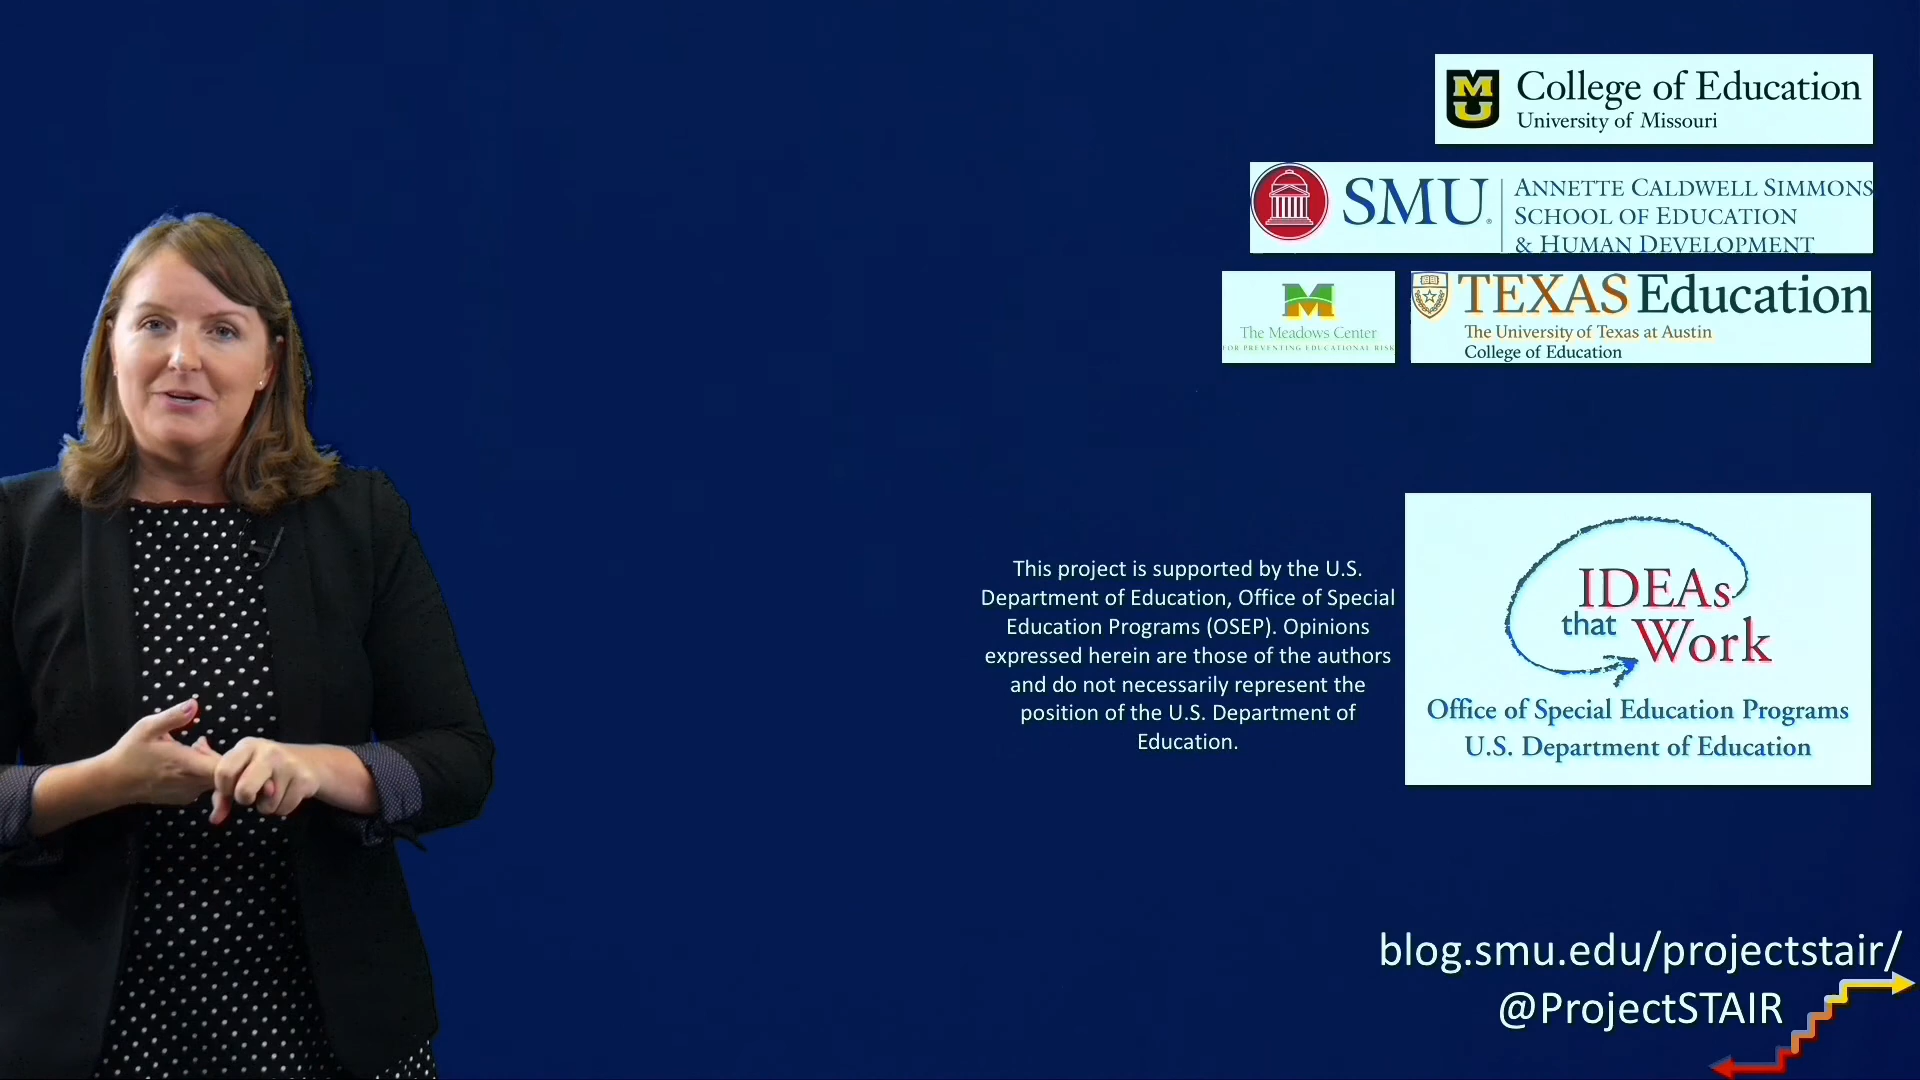 College of Education
University of Missouri
SMU
ANNETTE CALDWELL SIMMONS
SCHOOL OF EDUCATION
& HUMAN DEVELOPMENT
The Meadows Center
FOR PREVENTING EDUCATIONAL RISK
TEXAS Education
The University of Texas at Austin
College of Education
This project is supported by the U.S.
Department of Education, Office of Special
Education Programs (OSEP). Opinions
expressed herein are those of the authors
and do not necessarily represent the
position of the U.S. Department of
Education.
IDEAs
that Work
Office of Special Education Programs
U.S. Department of Education
blog.smu.edu/projectstair/
@ProjectSTAIR